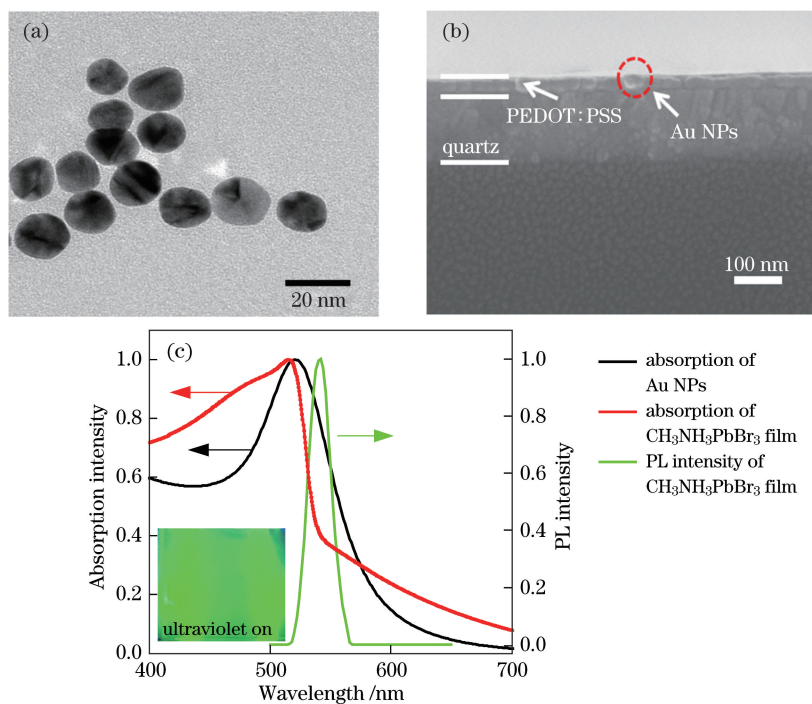 (a)
20 nm
(b)
PEDOT:PSS
Au NPs
quartz
100 nm
(c)
1.0
0.8
0.6
0.4
0.2
0.0
Absorption intensity
400
500
600
700
Wavelength /nm
1.0
0.8
0.6
0.4
0.2
0.0
PL intensity
ultraviolet on
absorption of
Au NPs
absorption of
CH₃NH₃PbBr₃ film
PL intensity of
CH₃NH₃PbBr₃ film